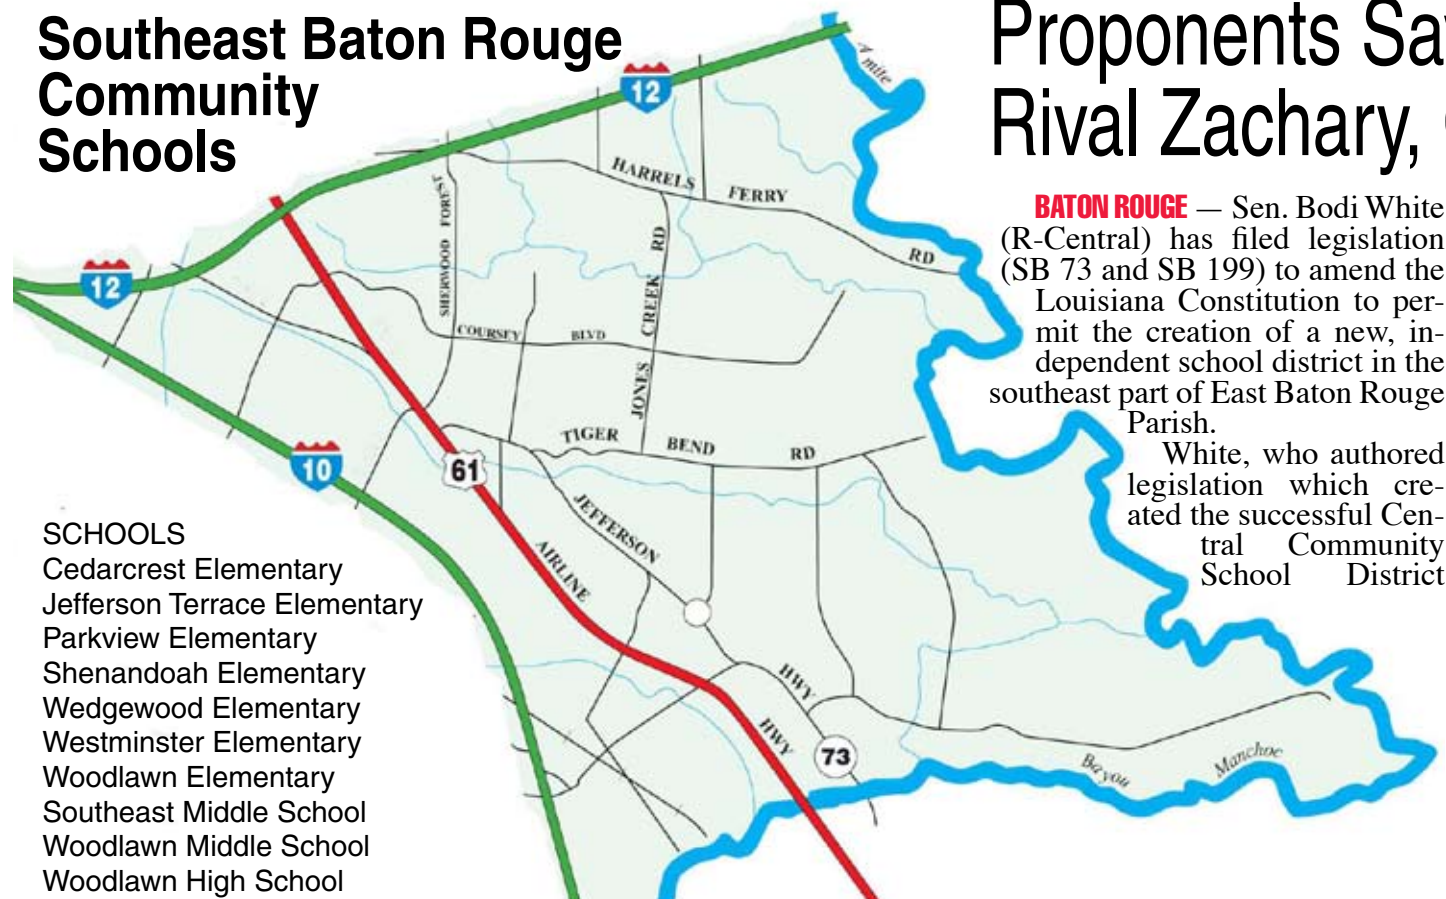 Southeast Baton Rouge
Community
Schools
12
A mite
HARRELS FERRY RD
SHERWOOD FOREST
JONES CREEK RD
12
COURSEY BLVD
TIGER BEND RD
10
61
JEFFERSON HWY
AIRLINE HWY
73
Bayou Manchoc
SCHOOLS
Cedarcrest Elementary
Jefferson Terrace Elementary
Parkview Elementary
Shenandoah Elementary
Wedgewood Elementary
Westminster Elementary
Woodlawn Elementary
Southeast Middle School
Woodlawn Middle School
Woodlawn High School
Proponents Sa
Rival Zachary,
BATON ROUGE — Sen. Bodi White
(R-Central) has filed legislation
(SB 73 and SB 199) to amend the
Louisiana Constitution to per-
mit the creation of a new, in-
dependent school district in the
southeast part of East Baton Rouge
Parish.
White, who authored
legislation which cre-
ated the successful Cen-
tral Community
School District